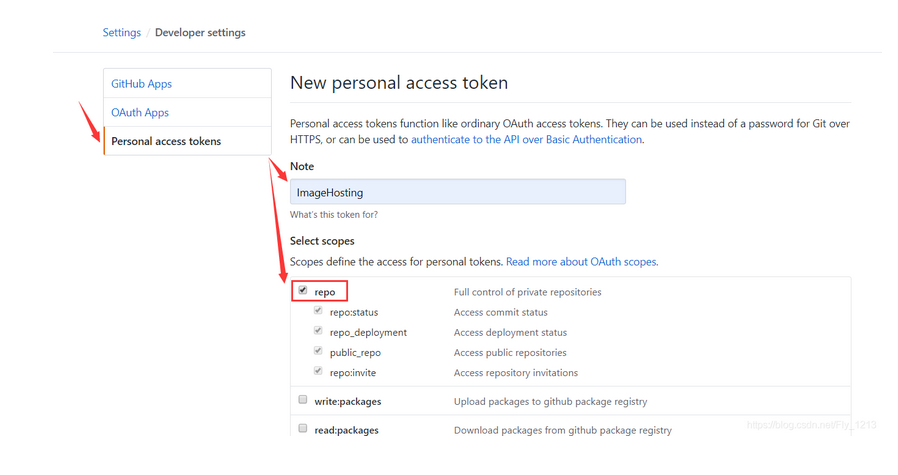 Settings / Developer settings
GitHub Apps
OAuth Apps
Personal access tokens
New personal access token
Personal access tokens function like ordinary OAuth access tokens. They can be used instead of a password for Git over
HTTPS, or can be used to authenticate to the API over Basic Authentication.
Note
ImageHosting
What's this token for?
Select scopes
Scopes define the access for personal tokens. Read more about OAuth scopes.
repo Full control of private repositories
repo:status Access commit status
repo_deployment Access deployment status
public_repo Access public repositories
repo:invite Access repository invitations
write:packages Upload packages to github package registry
read:packages Download packages from github package registry
https://blog.csdn.net/Fly_1213